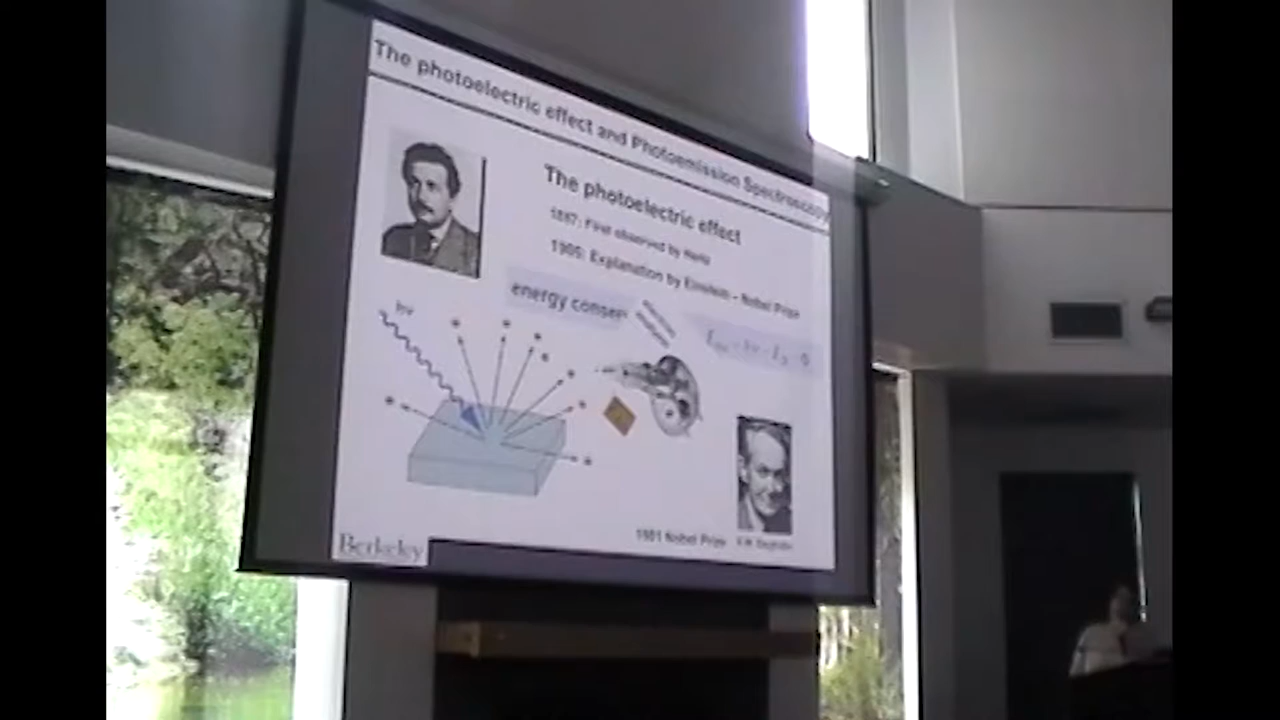 The photoelectric effect and Photoemission Spectroscopy
The photoelectric effect
1887: First observed by Hertz
1905: Explanation by Einstein – Nobel Prize
energy conser
hν
1981 Nobel Prize
Berkeley